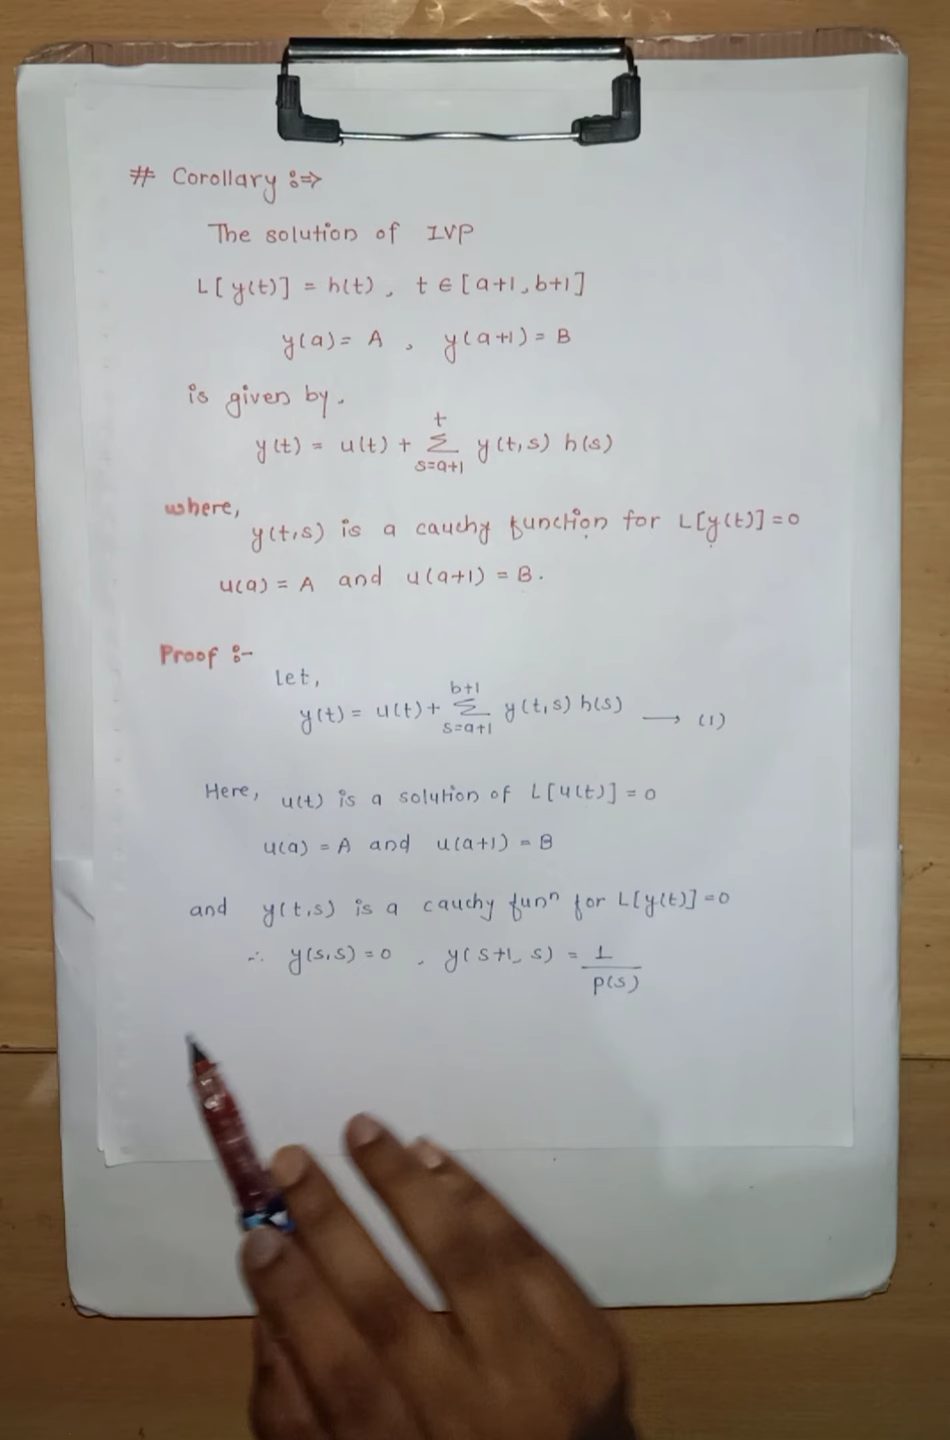 # Corollary :⇒
The solution of IVP
L[y(t)] = h(t), t ∈ [a+1, b+1]
y(a) = A , y(a+1) = B
is given by.
y(t) = u(t) + t∑s=a+1 y(t,s) h(s)
where,
y(t,s) is a cauchy function for L[y(t)] = 0
u(a) = A and u(a+1) = B.
Proof :-
Let,
y(t) = u(t) + b+1∑s=a+1 y(t,s) h(s) → (1)
Here, u(t) is a solution of L[u(t)] = 0
u(a) = A and u(a+1) = B
and y(t,s) is a cauchy funⁿ for L[y(t)] = 0
∴ y(s,s) = 0 , y(s+1, s) = 1/p(s)